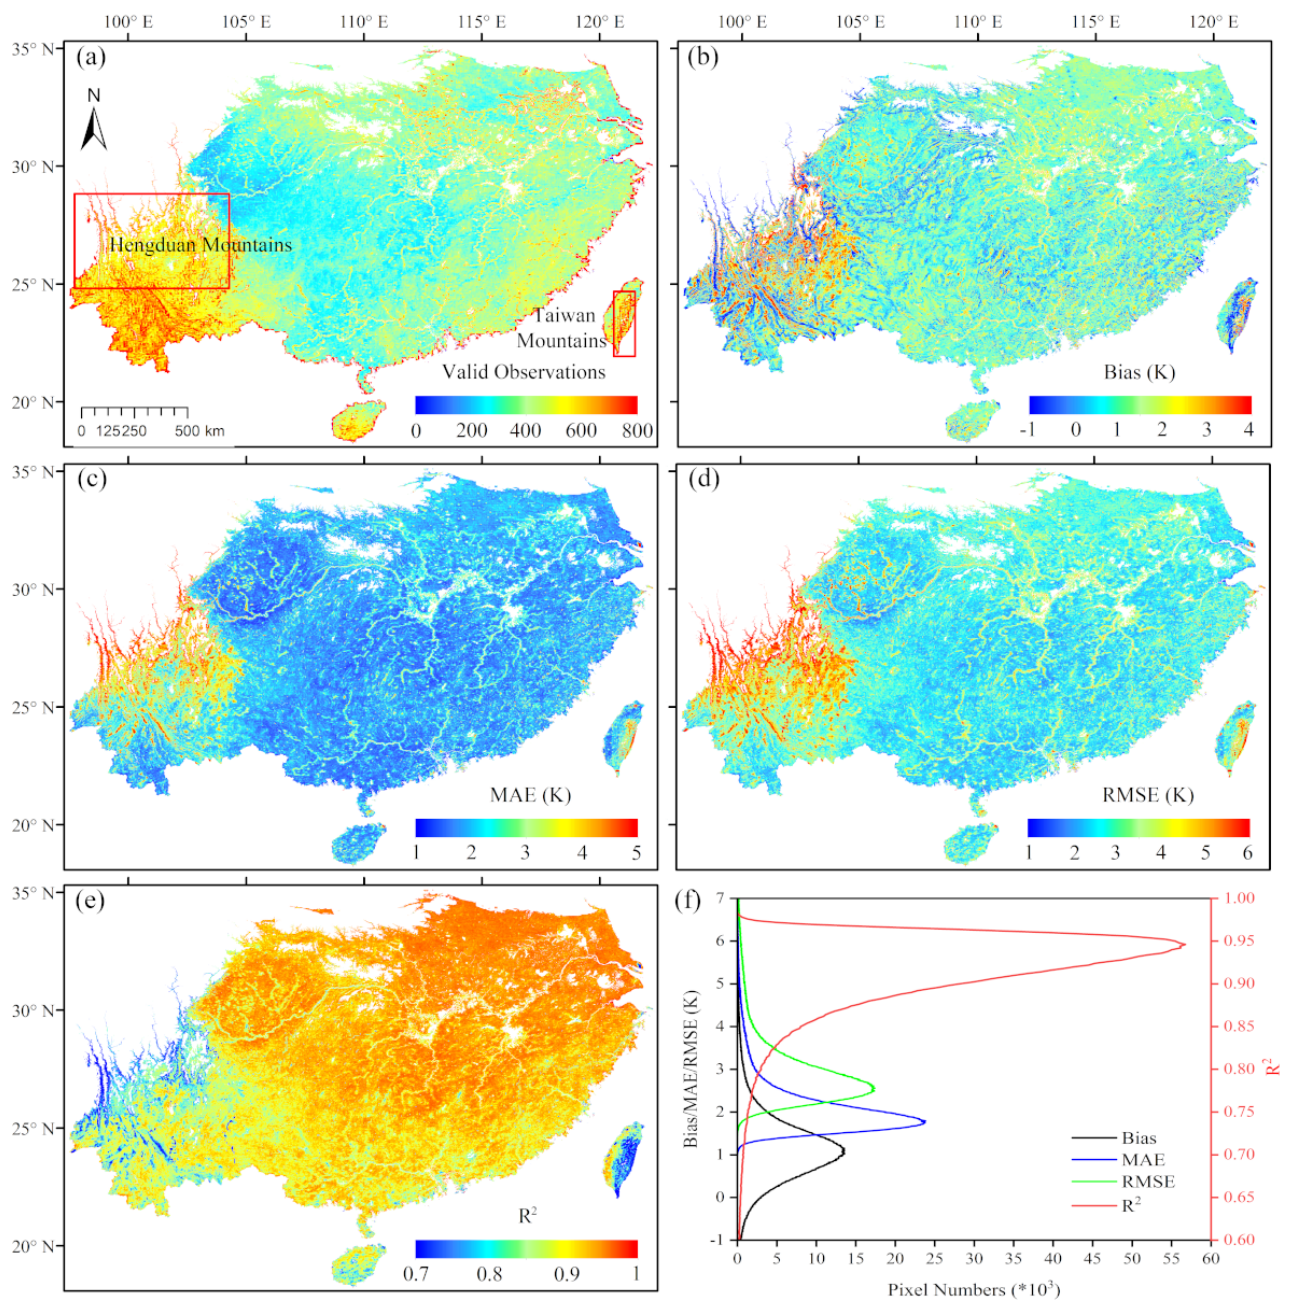 100° E 105° E 110° E 115° E 120° E 100° E 105° E 110° E 115° E 120° E
35° N
30° N
25° N
20° N
(a)
N
Hengduan Mountains
Taiwan
Mountains
Valid Observations
0 200 400 600 800
0 125 250 500 km
(b)
Bias (K)
-1 0 1 2 3 4
35° N
30° N
25° N
20° N
(c)
MAE (K)
1 2 3 4 5
(d)
RMSE (K)
1 2 3 4 5 6
35° N
30° N
25° N
20° N
(e)
R²
0.7 0.8 0.9 1
(f)
Bias/MAE/RMSE (K)
7
6
5
4
3
2
1
0
-1
1.00
0.95
0.90
0.85
0.80
0.75
0.70
0.65
0.60
R²
Bias
MAE
RMSE
R²
0 5 10 15 20 25 30 35 40 45 50 55 60
Pixel Numbers (*10³)